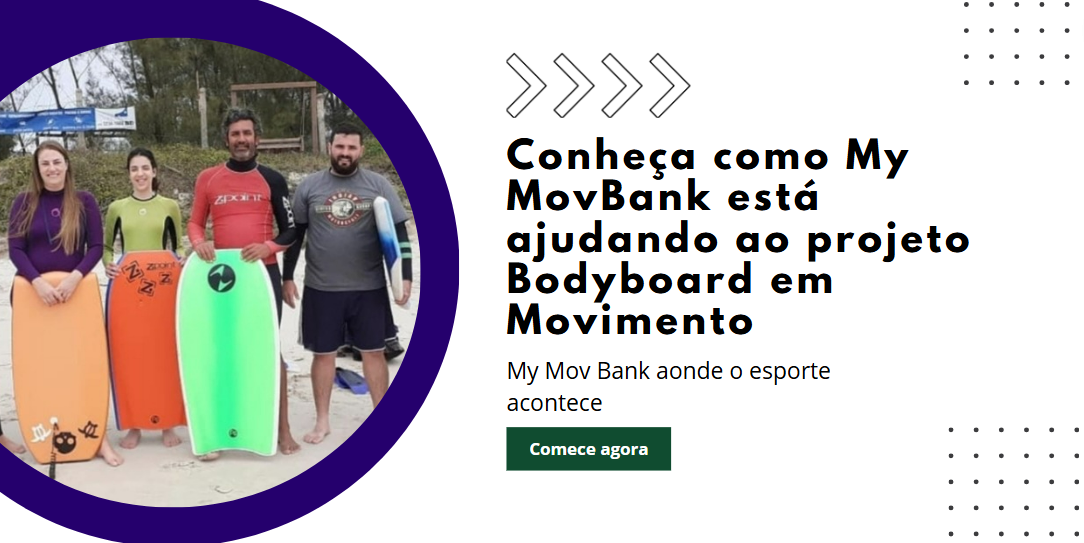 Conheça como My
MovBank está
ajudando ao projeto
Bodyboard em
Movimento
My Mov Bank aonde o esporte
acontece
Comece agora